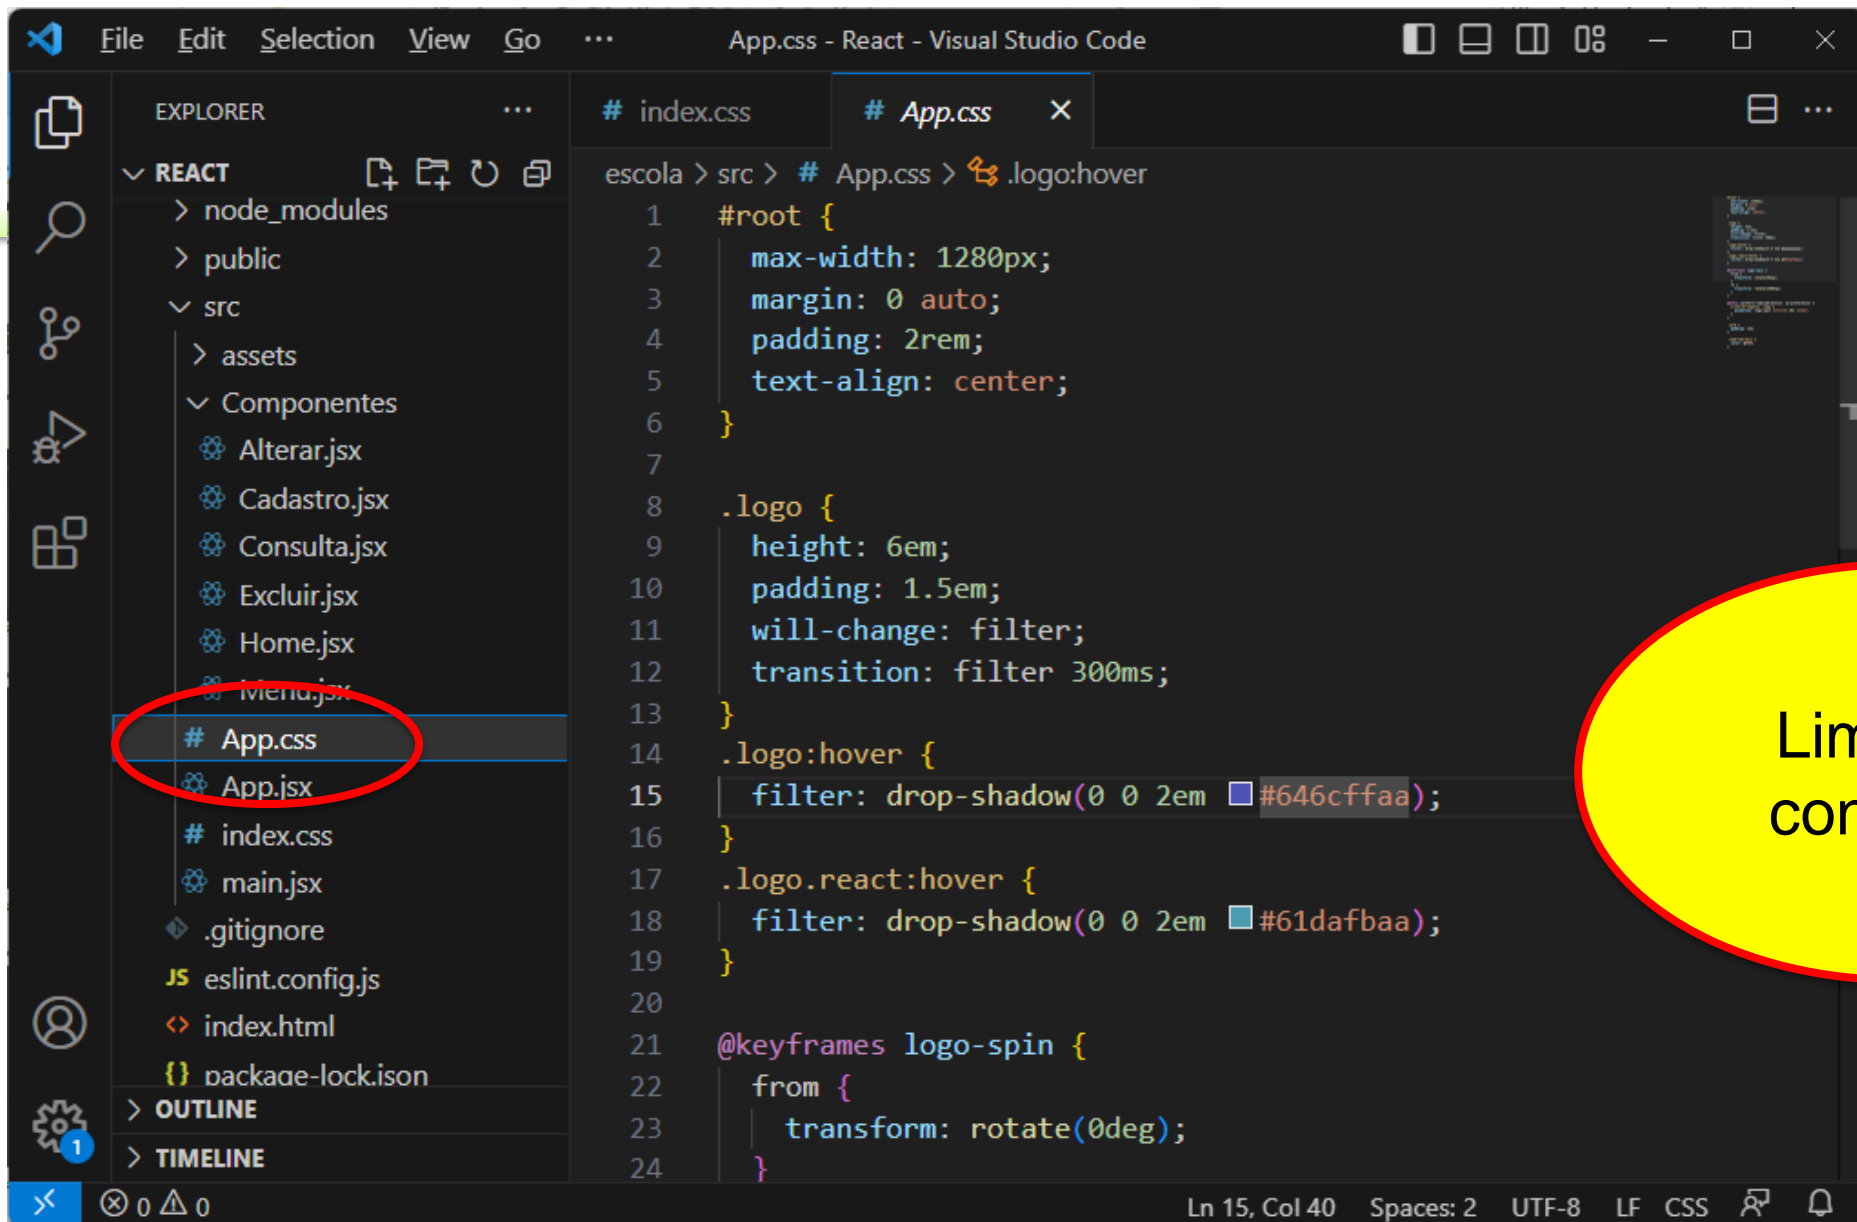 File Edit Selection View Go ··· App.css - React - Visual Studio Code
EXPLORER ···
# index.css # App.css
REACT
escola > src > # App.css > .logo:hover
node_modules
public
src
assets
Componentes
Alterar.jsx
Cadastro.jsx
Consulta.jsx
Excluir.jsx
Home.jsx
Menu.jsx
# App.css
App.jsx
# index.css
main.jsx
.gitignore
JS eslint.config.js
<> index.html
{} package-lock.json
OUTLINE
TIMELINE
1 #root {
2 max-width: 1280px;
3 margin: 0 auto;
4 padding: 2rem;
5 text-align: center;
6 }
7
8 .logo {
9 height: 6em;
10 padding: 1.5em;
11 will-change: filter;
12 transition: filter 300ms;
13 }
14 .logo:hover {
15 filter: drop-shadow(0 0 2em #646cffaa);
16 }
17 .logo.react:hover {
18 filter: drop-shadow(0 0 2em #61dafbaa);
19 }
20
21 @keyframes logo-spin {
22 from {
23 transform: rotate(0deg);
24 }
1
0 0
Ln 15, Col 40 Spaces: 2 UTF-8 LF CSS